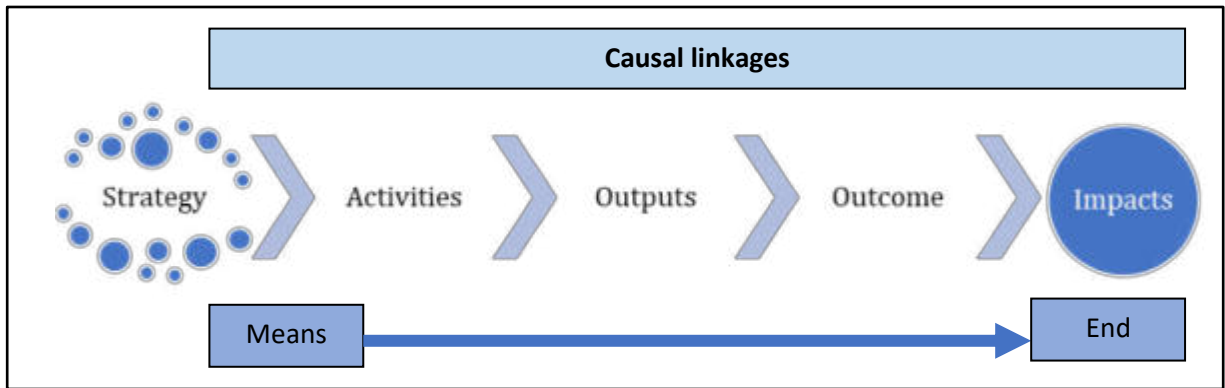 Causal linkages
Strategy
Activities
Outputs
Outcome
Impacts
Means
End